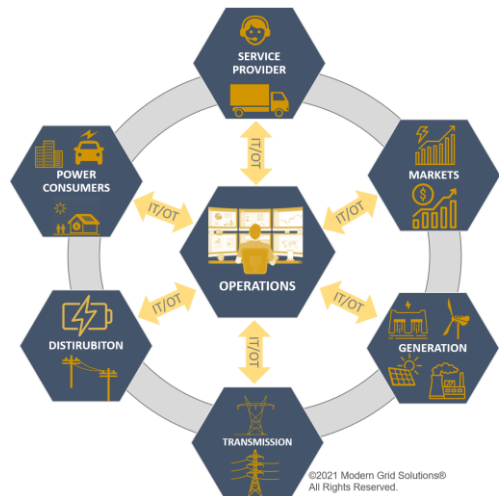 SERVICE
PROVIDER
POWER
CONSUMERS
MARKETS
IT/OT
IT/OT
IT/OT
OPERATIONS
IT/OT
IT/OT
IT/OT
DISTIRUBITON
GENERATION
TRANSMISSION
©2021 Modern Grid Solutions®
All Rights Reserved.